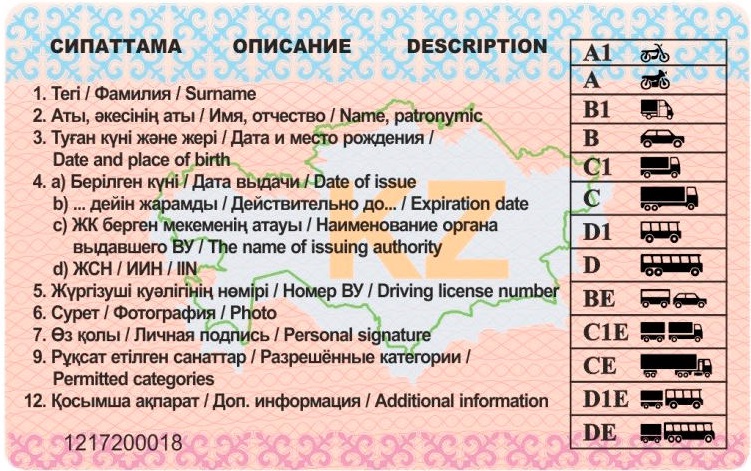 СИПАТТАМА ОПИСАНИЕ DESCRIPTION
1. Тегі / Фамилия / Surname
2. Аты, әкесінің аты / Имя, отчество / Name, patronymic
3. Туған күні және жері / Дата и место рождения /
Date and place of birth
4. a) Берілген күні / Дата выдачи / Date of issue
b) ... дейін жарамды / Действительно до... / Expiration date
c) ЖК берген мекеменің атауы / Наименование органа
выдавшего ВУ / The name of issuing authority
d) ЖСН / ИИН / IIN
5. Жүргізуші куәлігінің нөмірі / Номер ВУ / Driving license number
6. Сурет / Фотография / Photo
7. Өз қолы / Личная подпись / Personal signature
9. Рұқсат етілген санаттар / Разрешённые категории /
Permitted categories
12. Қосымша ақпарат / Доп. информация / Additional information
1217200018
KZ
A1
A
B1
B
C1
C
D1
D
BE
C1E
CE
D1E
DE